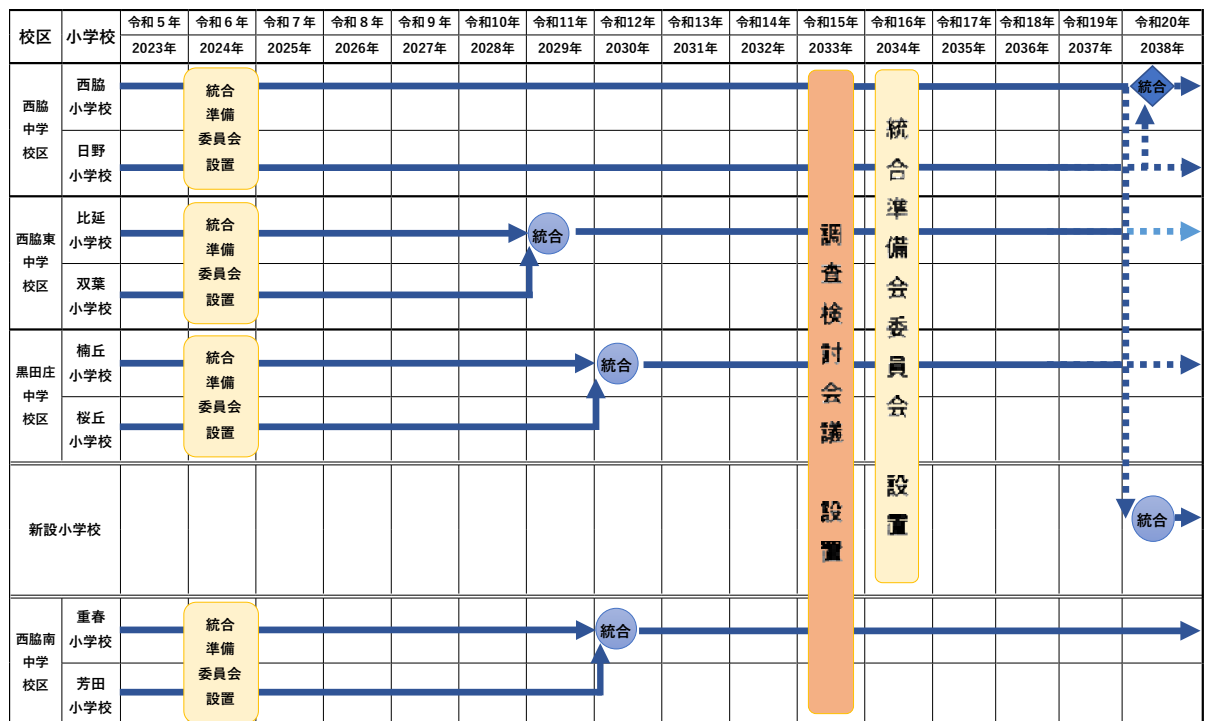 校区
小学校
令和5年
令和6年
令和7年
令和8年
令和9年
令和10年
令和11年
令和12年
令和13年
令和14年
令和15年
令和16年
令和17年
令和18年
令和19年
令和20年
2023年
2024年
2025年
2026年
2027年
2028年
2029年
2030年
2031年
2032年
2033年
2034年
2035年
2036年
2037年
2038年
西脇
中学
校区
西脇
小学校
日野
小学校
統合
準備
委員会
設置
統合
西脇東
中学
校区
比延
小学校
双葉
小学校
統合
準備
委員会
設置
統合
黒田庄
中学
校区
楠丘
小学校
桜丘
小学校
統合
準備
委員会
設置
統合
調査検討会議 設置
統合準備会委員会 設置
新設小学校
統合
西脇南
中学
校区
重春
小学校
芳田
小学校
統合
準備
委員会
設置
統合